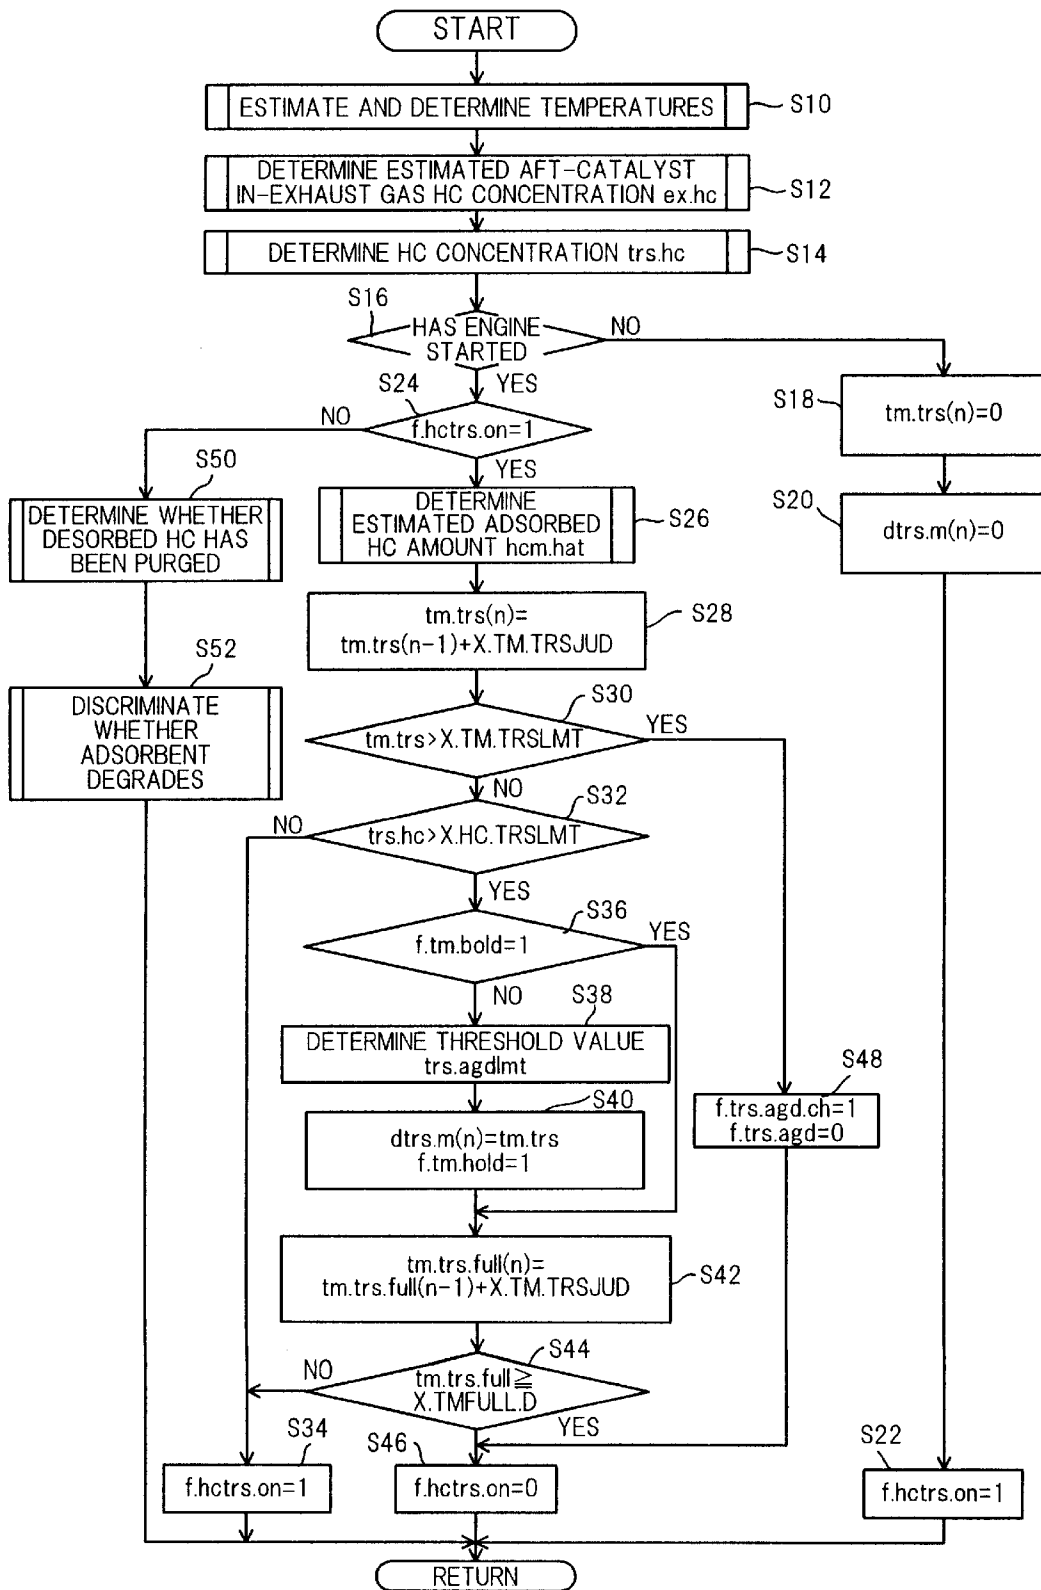 START
ESTIMATE AND DETERMINE TEMPERATURES
S10
DETERMINE ESTIMATED AFT-CATALYST
IN-EXHAUST GAS HC CONCENTRATION ex.hc
S12
DETERMINE HC CONCENTRATION trs.hc
S14
S16
HAS ENGINE
STARTED
NO
YES
S18
tm.trs(n)=0
S20
dtrs.m(n)=0
S24
f.hctrs.on=1
NO
YES
S50
DETERMINE WHETHER
DESORBED HC HAS
BEEN PURGED
S26
DETERMINE
ESTIMATED ADSORBED
HC AMOUNT hcm.hat
S28
tm.trs(n)=
tm.trs(n-1)+X.TM.TRSJUD
S52
DISCRIMINATE
WHETHER
ADSORBENT
DEGRADES
S30
tm.trs>X.TM.TRSLMT
YES
NO
S32
trs.hc>X.HC.TRSLMT
NO
YES
S36
f.tm.bold=1
YES
NO
S38
DETERMINE THRESHOLD VALUE
trs.agdlmt
S40
dtrs.m(n)=tm.trs
f.tm.hold=1
S48
f.trs.agd.ch=1
f.trs.agd=0
S42
tm.trs.full(n)=
tm.trs.full(n-1)+X.TM.TRSJUD
S44
tm.trs.full≧
X.TMFULL.D
NO
YES
S34
f.hctrs.on=1
S46
f.hctrs.on=0
S22
f.hctrs.on=1
RETURN